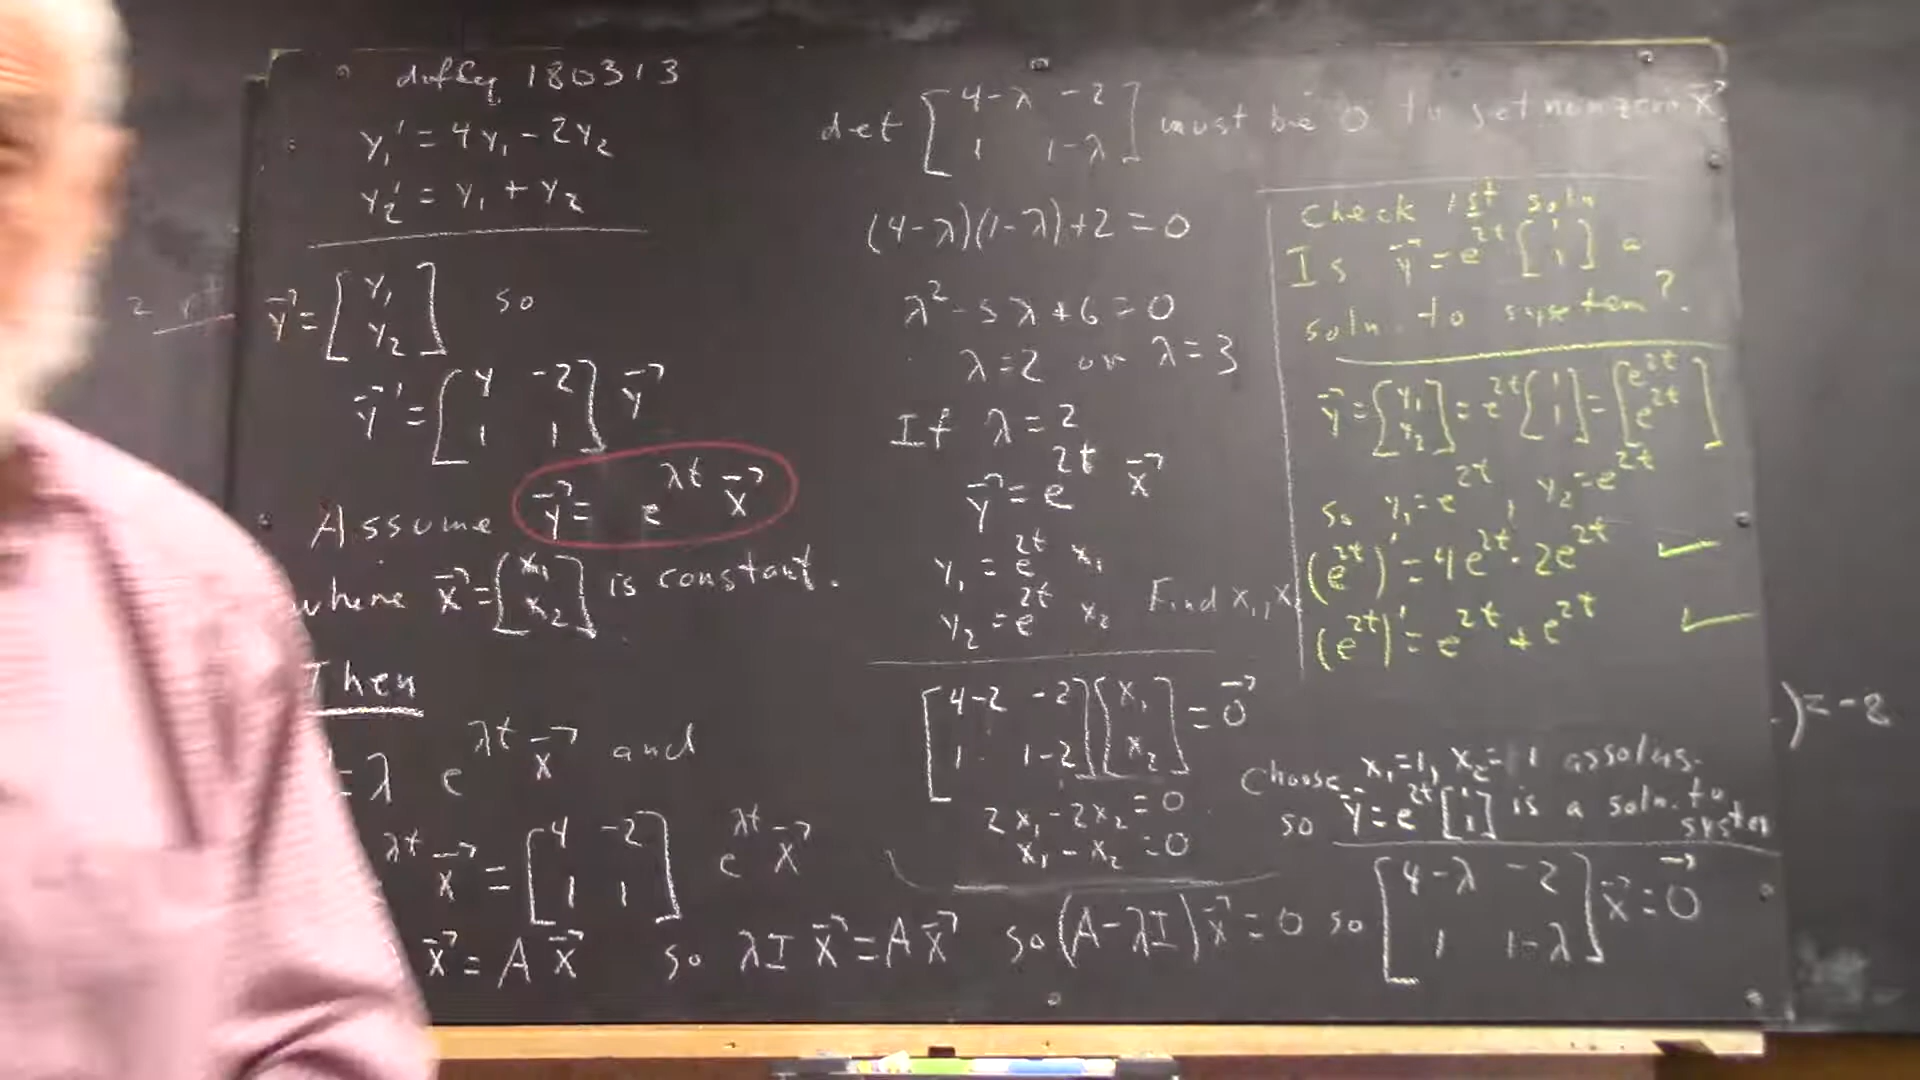 diffEq 180313
y₁' = 4y₁ - 2y₂
y₂' = y₁ + y₂
y⃗ = [y₁ y₂] so
y⃗' = [4 -2; 1 1] y⃗
Assume y⃗ = e^{λt} x⃗
where x⃗ = [x₁ x₂] is constant.
Then
= λ e^{λt} x⃗ and
λt x⃗ = [4 -2; 1 1] e^{λt} x⃗
x⃗ = A x⃗ so λI x⃗ = A x⃗ so (A-λI) x⃗ = 0 so [4-λ -2; 1 1-λ] x⃗ = 0⃗
det [4-λ -2; 1 1-λ] must be 0 to get nonzero x⃗
(4-λ)(1-λ)+2 = 0
λ² - 5λ + 6 = 0
λ = 2 or λ = 3
If λ = 2
y⃗ = e^{2t} x⃗
y₁ = e^{2t} x₁
y₂ = e^{2t} x₂ Find x₁, x
[4-2 -2; 1 1-2] [x₁ x₂] = 0⃗
2x₁ - 2x₂ = 0
x₁ - x₂ = 0
Check 1st soln
Is y⃗ = e^{2t} [1 1] a
soln. to system?
y⃗ = [y₁ y₂] = e^{2t} [1 1] = [e^{2t} e^{2t}]
so y₁ = e^{2t}, y₂ = e^{2t}
(e^{2t})' = 4e^{2t} - 2e^{2t} ✓
(e^{2t})' = e^{2t} + e^{2t} ✓
Choose x₁=1, x₂=1 as solns.
so y⃗ = e^{2t} [1 1] is a soln. to
system
)= -8